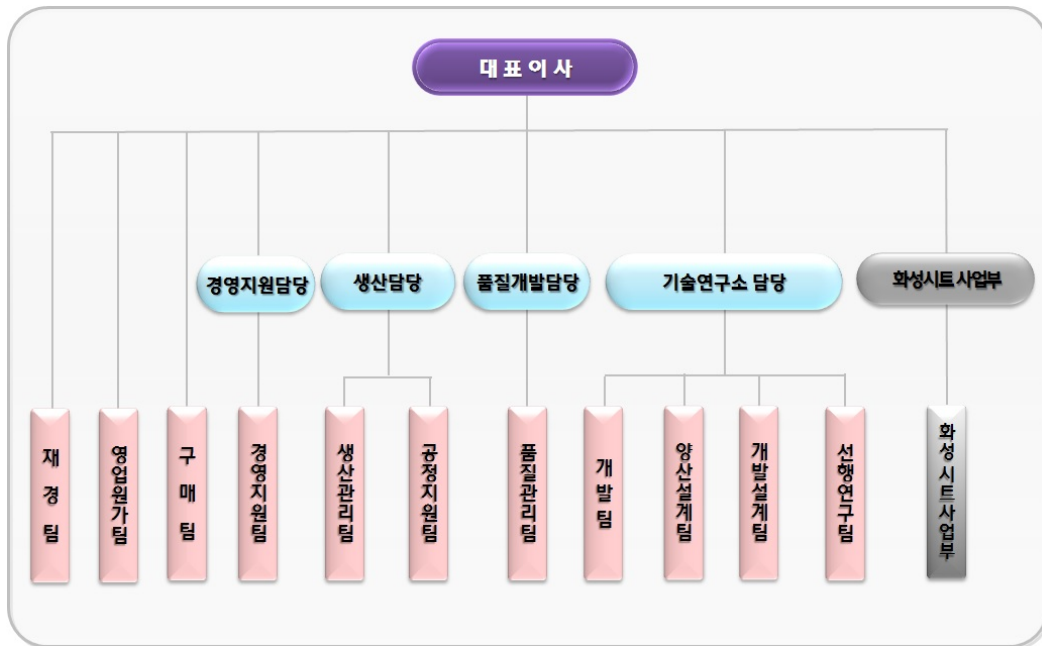 대표이사
경영지원담당
생산담당
품질개발담당
기술연구소 담당
화성시트 사업부
재경팀
영업원가팀
구매팀
경영지원팀
생산관리팀
공정지원팀
품질관리팀
개발팀
양산설계팀
개발설계팀
선행연구팀
화성시트사업부